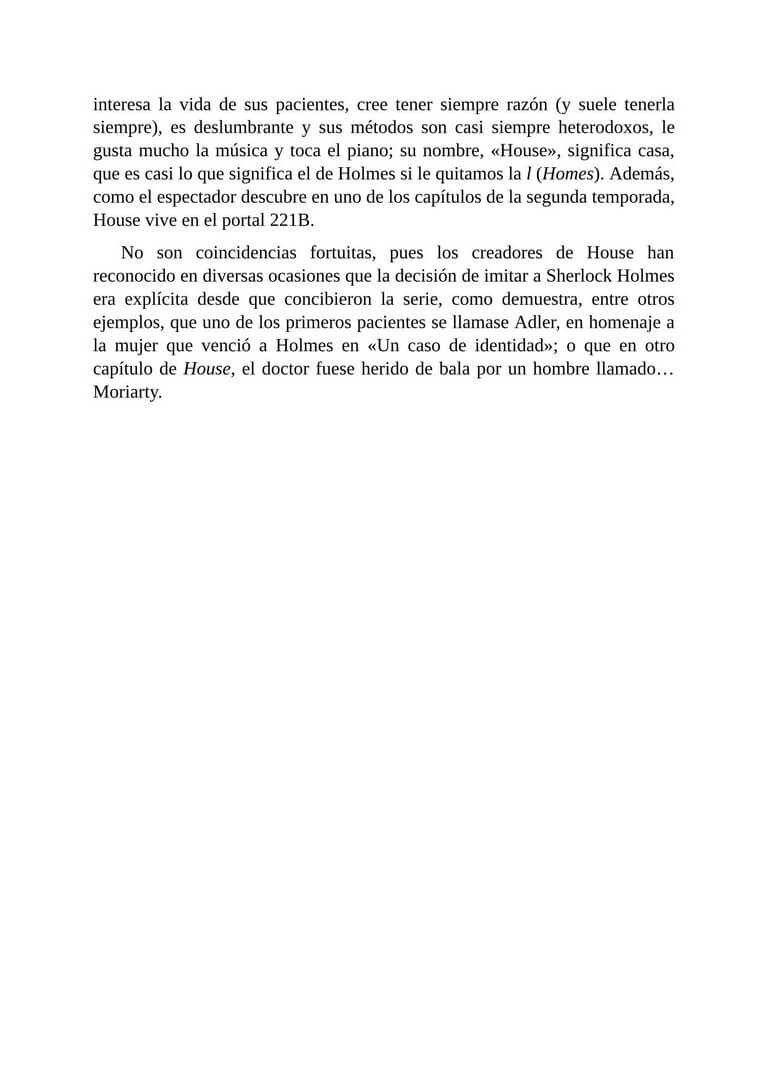 interesa la vida de sus pacientes, cree tener siempre razón (y suele tenerla
siempre), es deslumbrante y sus métodos son casi siempre heterodoxos, le
gusta mucho la música y toca el piano; su nombre, «House», significa casa,
que es casi lo que significa el de Holmes si le quitamos la l (Homes). Además,
como el espectador descubre en uno de los capítulos de la segunda temporada,
House vive en el portal 221B.
No son coincidencias fortuitas, pues los creadores de House han
reconocido en diversas ocasiones que la decisión de imitar a Sherlock Holmes
era explícita desde que concibieron la serie, como demuestra, entre otros
ejemplos, que uno de los primeros pacientes se llamase Adler, en homenaje a
la mujer que venció a Holmes en «Un caso de identidad»; o que en otro
capítulo de House, el doctor fuese herido de bala por un hombre llamado…
Moriarty.